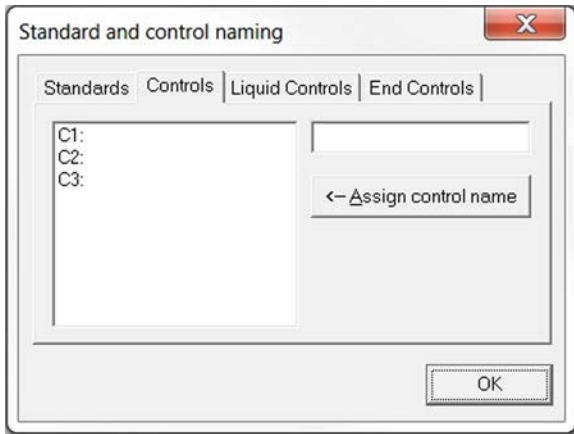 Standard and control naming
Standards Controls Liquid Controls End Controls
C1:
C2:
C3:
<– Assign control name
OK